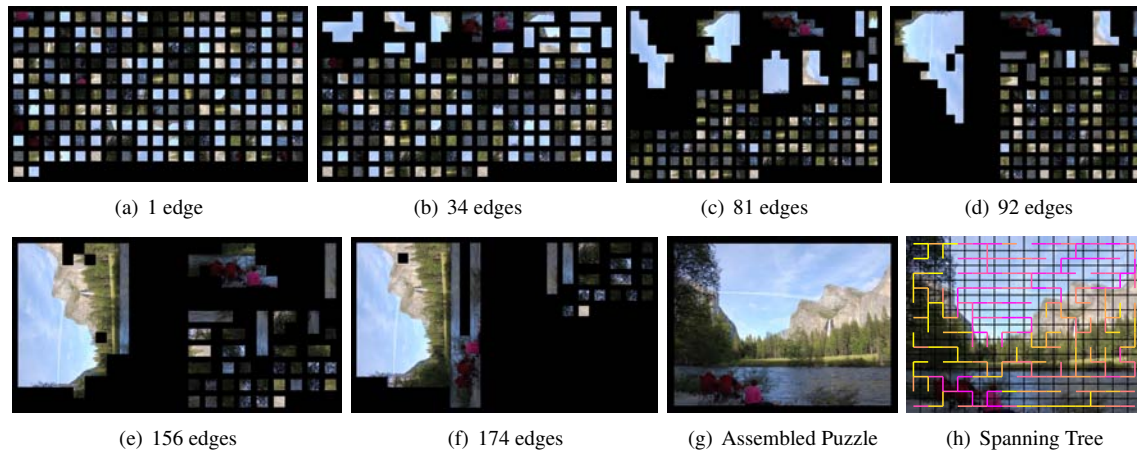 (a) 1 edge
(b) 34 edges
(c) 81 edges
(d) 92 edges
(e) 156 edges
(f) 174 edges
(g) Assembled Puzzle
(h) Spanning Tree